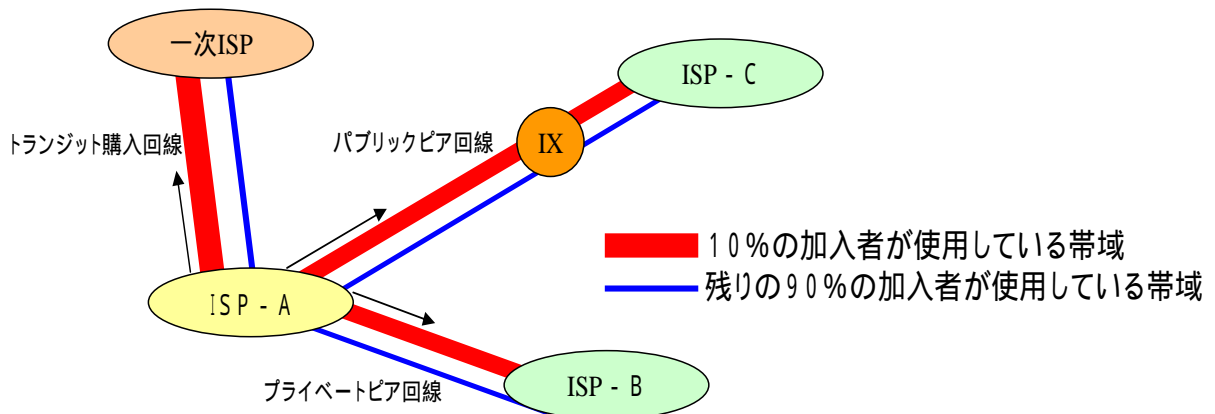 一次ISP
ISP - C
トランジット購入回線
パブリックピア回線
IX
10%の加入者が使用している帯域
残りの90%の加入者が使用している帯域
ISP - A
プライベートピア回線
ISP - B